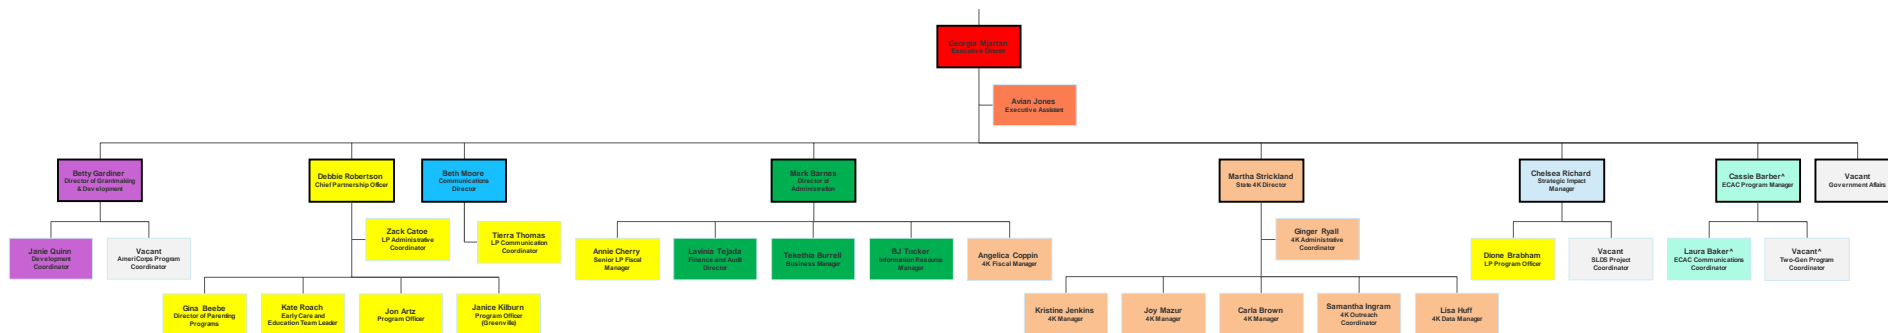 Georgia Mjartan
Executive Director
Avian Jones
Executive Assistant
Betty Gardiner
Director of Grantmaking
& Development
Debbie Robertson
Chief Partnership Officer
Beth Moore
Communications
Director
Mark Barnes
Director of
Administration
Martha Strickland
State 4K Director
Chelsea Richard
Strategic Impact
Manager
Cassie Barber^
ECAC Program Manager
Vacant
Government Affairs
Janie Quinn
Development
Coordinator
Vacant
AmeriCorps Program
Coordinator
Zack Catoe
LP Administrative
Coordinator
Tierra Thomas
LP Communication
Coordinator
Annie Cherry
Senior LP Fiscal
Manager
Lavinia Tejada
Finance and Audit
Director
Tekethia Burrell
Business Manager
BJ Tucker
Information Resource
Manager
Angelica Coppin
4K Fiscal Manager
Ginger Ryall
4K Administrative
Coordinator
Dione Brabham
LP Program Officer
Vacant
SLDS Project
Coordinator
Laura Baker^
ECAC Communications
Coordinator
Vacant^
Two-Gen Program
Coordinator
Gina Beebe
Director of Parenting
Programs
Kate Roach
Early Care and
Education Team Leader
Jon Artz
Program Officer
Janice Kilburn
Program Officer
(Greenville)
Kristine Jenkins
4K Manager
Joy Mazur
4K Manager
Carla Brown
4K Manager
Samantha Ingram
4K Outreach
Coordinator
Lisa Huff
4K Data Manager